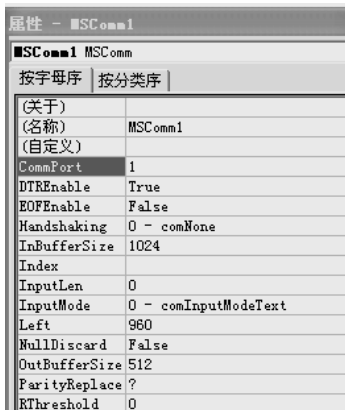 属性 - MSComm1
MSComm1 MSComm
按字母序 按分类序
(关于)
(名称) MSComm1
(自定义)
CommPort 1
DTREnable True
EOFEnable False
Handshaking 0 - comNone
InBufferSize 1024
Index
InputLen 0
InputMode 0 - comInputModeText
Left 960
NullDiscard False
OutBufferSize 512
ParityReplace ?
RThreshold 0